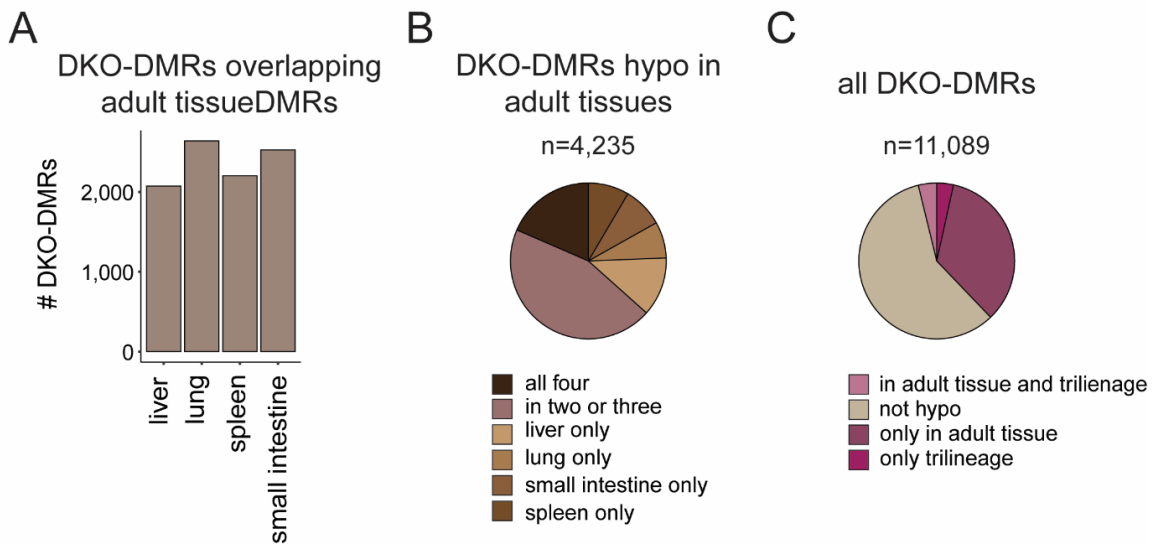 A
DKO-DMRs overlapping
adult tissueDMRs
# DKO-DMRs
2,000
1,000
0
liver
lung
spleen
small intestine
B
DKO-DMRs hypo in
adult tissues
n=4,235
all four
in two or three
liver only
lung only
small intestine only
spleen only
C
all DKO-DMRs
n=11,089
in adult tissue and trilienage
not hypo
only in adult tissue
only trilineage